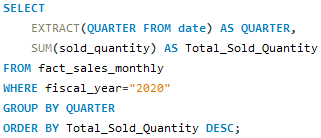 SELECT
EXTRACT(QUARTER FROM date) AS QUARTER,
SUM(sold_quantity) AS Total_Sold_Quantity
FROM fact_sales_monthly
WHERE fiscal_year="2020"
GROUP BY QUARTER
ORDER BY Total_Sold_Quantity DESC;